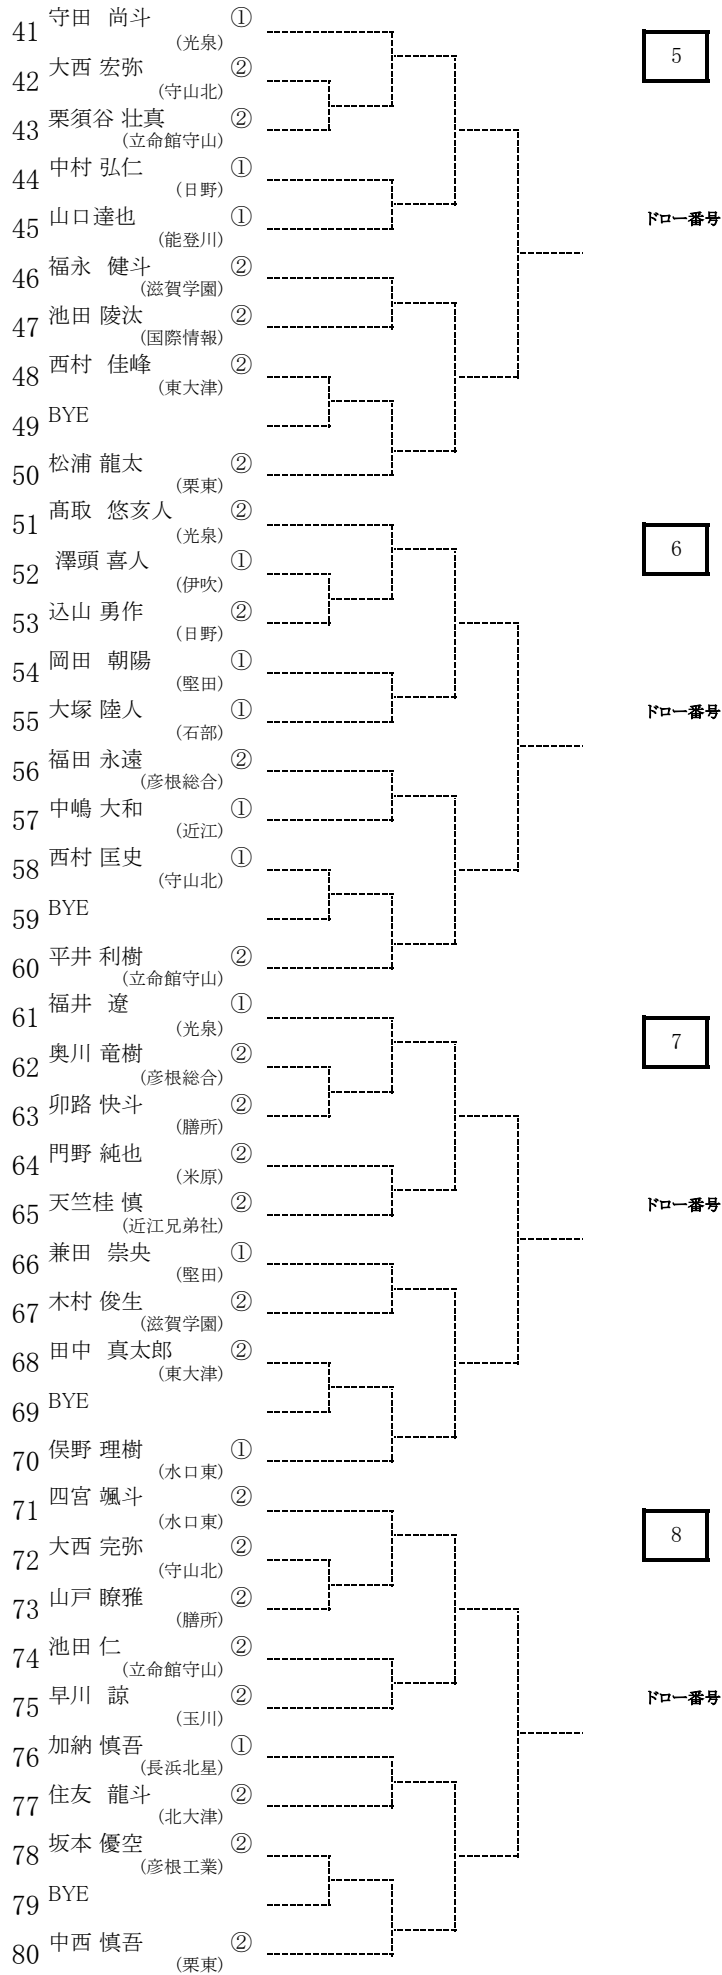 41 守田 尚斗 ①
(光泉)
5
42 大西 宏弥 ②
(守山北)
43 栗須谷 壮真 ②
(立命館守山)
44 中村 弘仁 ①
(日野)
45 山口達也 ①
(能登川)
ドロー番号
46 福永 健斗 ②
(滋賀学園)
47 池田 陵汰 ②
(国際情報)
48 西村 佳峰 ②
(東大津)
49 BYE
50 松浦 龍太 ②
(栗東)
51 髙取 悠亥人 ②
(光泉)
6
52 澤頭 喜人 ①
(伊吹)
53 込山 勇作 ②
(日野)
54 岡田 朝陽 ①
(堅田)
55 大塚 陸人 ①
(石部)
ドロー番号
56 福田 永遠 ②
(彦根総合)
57 中嶋 大和 ①
(近江)
58 西村 匡史 ①
(守山北)
59 BYE
60 平井 利樹 ②
(立命館守山)
61 福井 遼 ①
(光泉)
7
62 奥川 竜樹 ②
(彦根総合)
63 卯路 快斗 ②
(膳所)
64 門野 純也 ②
(米原)
65 天竺桂 慎 ②
(近江兄弟社)
ドロー番号
66 兼田 崇央 ①
(堅田)
67 木村 俊生 ②
(滋賀学園)
68 田中 真太郎 ②
(東大津)
69 BYE
70 俣野 理樹 ①
(水口東)
71 四宮 颯斗 ②
(水口東)
8
72 大西 完弥 ②
(守山北)
73 山戸 瞭雅 ②
(膳所)
74 池田 仁 ②
(立命館守山)
75 早川 諒 ②
(玉川)
ドロー番号
76 加納 慎吾 ①
(長浜北星)
77 住友 龍斗 ②
(北大津)
78 坂本 優空 ②
(彦根工業)
79 BYE
80 中西 慎吾 ②
(栗東)